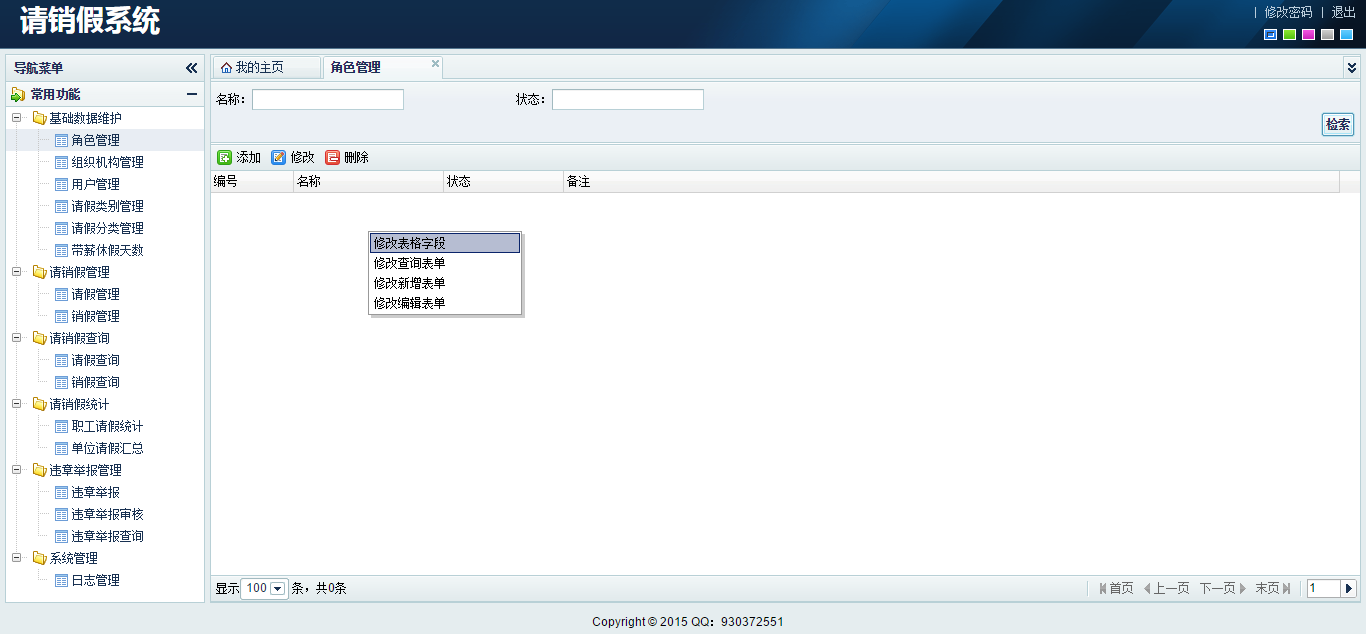 请销假系统
| 修改密码 | 退出
导航菜单
常用功能
基础数据维护
角色管理
组织机构管理
用户管理
请假类别管理
请假分类管理
带薪休假天数
请销假管理
请假管理
销假管理
请销假查询
请假查询
销假查询
请销假统计
职工请假统计
单位请假汇总
违章举报管理
违章举报
违章举报审核
违章举报查询
系统管理
日志管理
我的主页 角色管理
名称： 状态：
检索
添加 修改 删除
编号 名称 状态 备注
修改表格字段
修改查询表单
修改新增表单
修改编辑表单
显示 100 条，共0条 首页 上一页 下一页 末页 1
Copyright © 2015 QQ：930372551